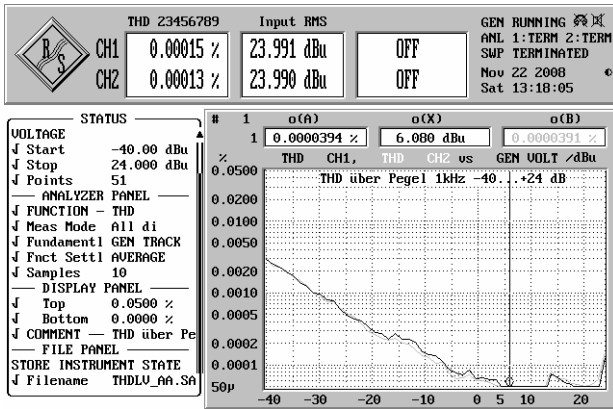 THD 23456789 Input RMS
CH1 0.00015 % 23.991 dBu OFF
CH2 0.00013 % 23.990 dBu OFF
R S
GEN RUNNING
ANL 1:TERM 2:TERM
SWP TERMINATED
Nov 22 2008
Sat 13:18:05
STATUS
VOLTAGE
Start -40.00 dBu
Stop 24.000 dBu
Points 51
ANALYZER PANEL
FUNCTION — THD
Meas Mode All di
Fundamentl GEN TRACK
Fnct Settl AVERAGE
Samples 10
DISPLAY PANEL
Top 0.0500 %
Bottom 0.0000 %
COMMENT — THD über Pe
FILE PANEL
STORE INSTRUMENT STATE
Filename THDLV_AA.SA
# 1 o(A) o(X) o(B)
1 0.0000394 % 6.080 dBu 0.0000391 %
% THD CH1, THD CH2 vs GEN VOLT /dBu
THD über Pegel 1kHz -40...+24 dB
0.0500
0.0200
0.0100
0.0050
0.0020
0.0010
0.0005
0.0002
0.0001
50µ
-40 -30 -20 -10 0 5 10 20